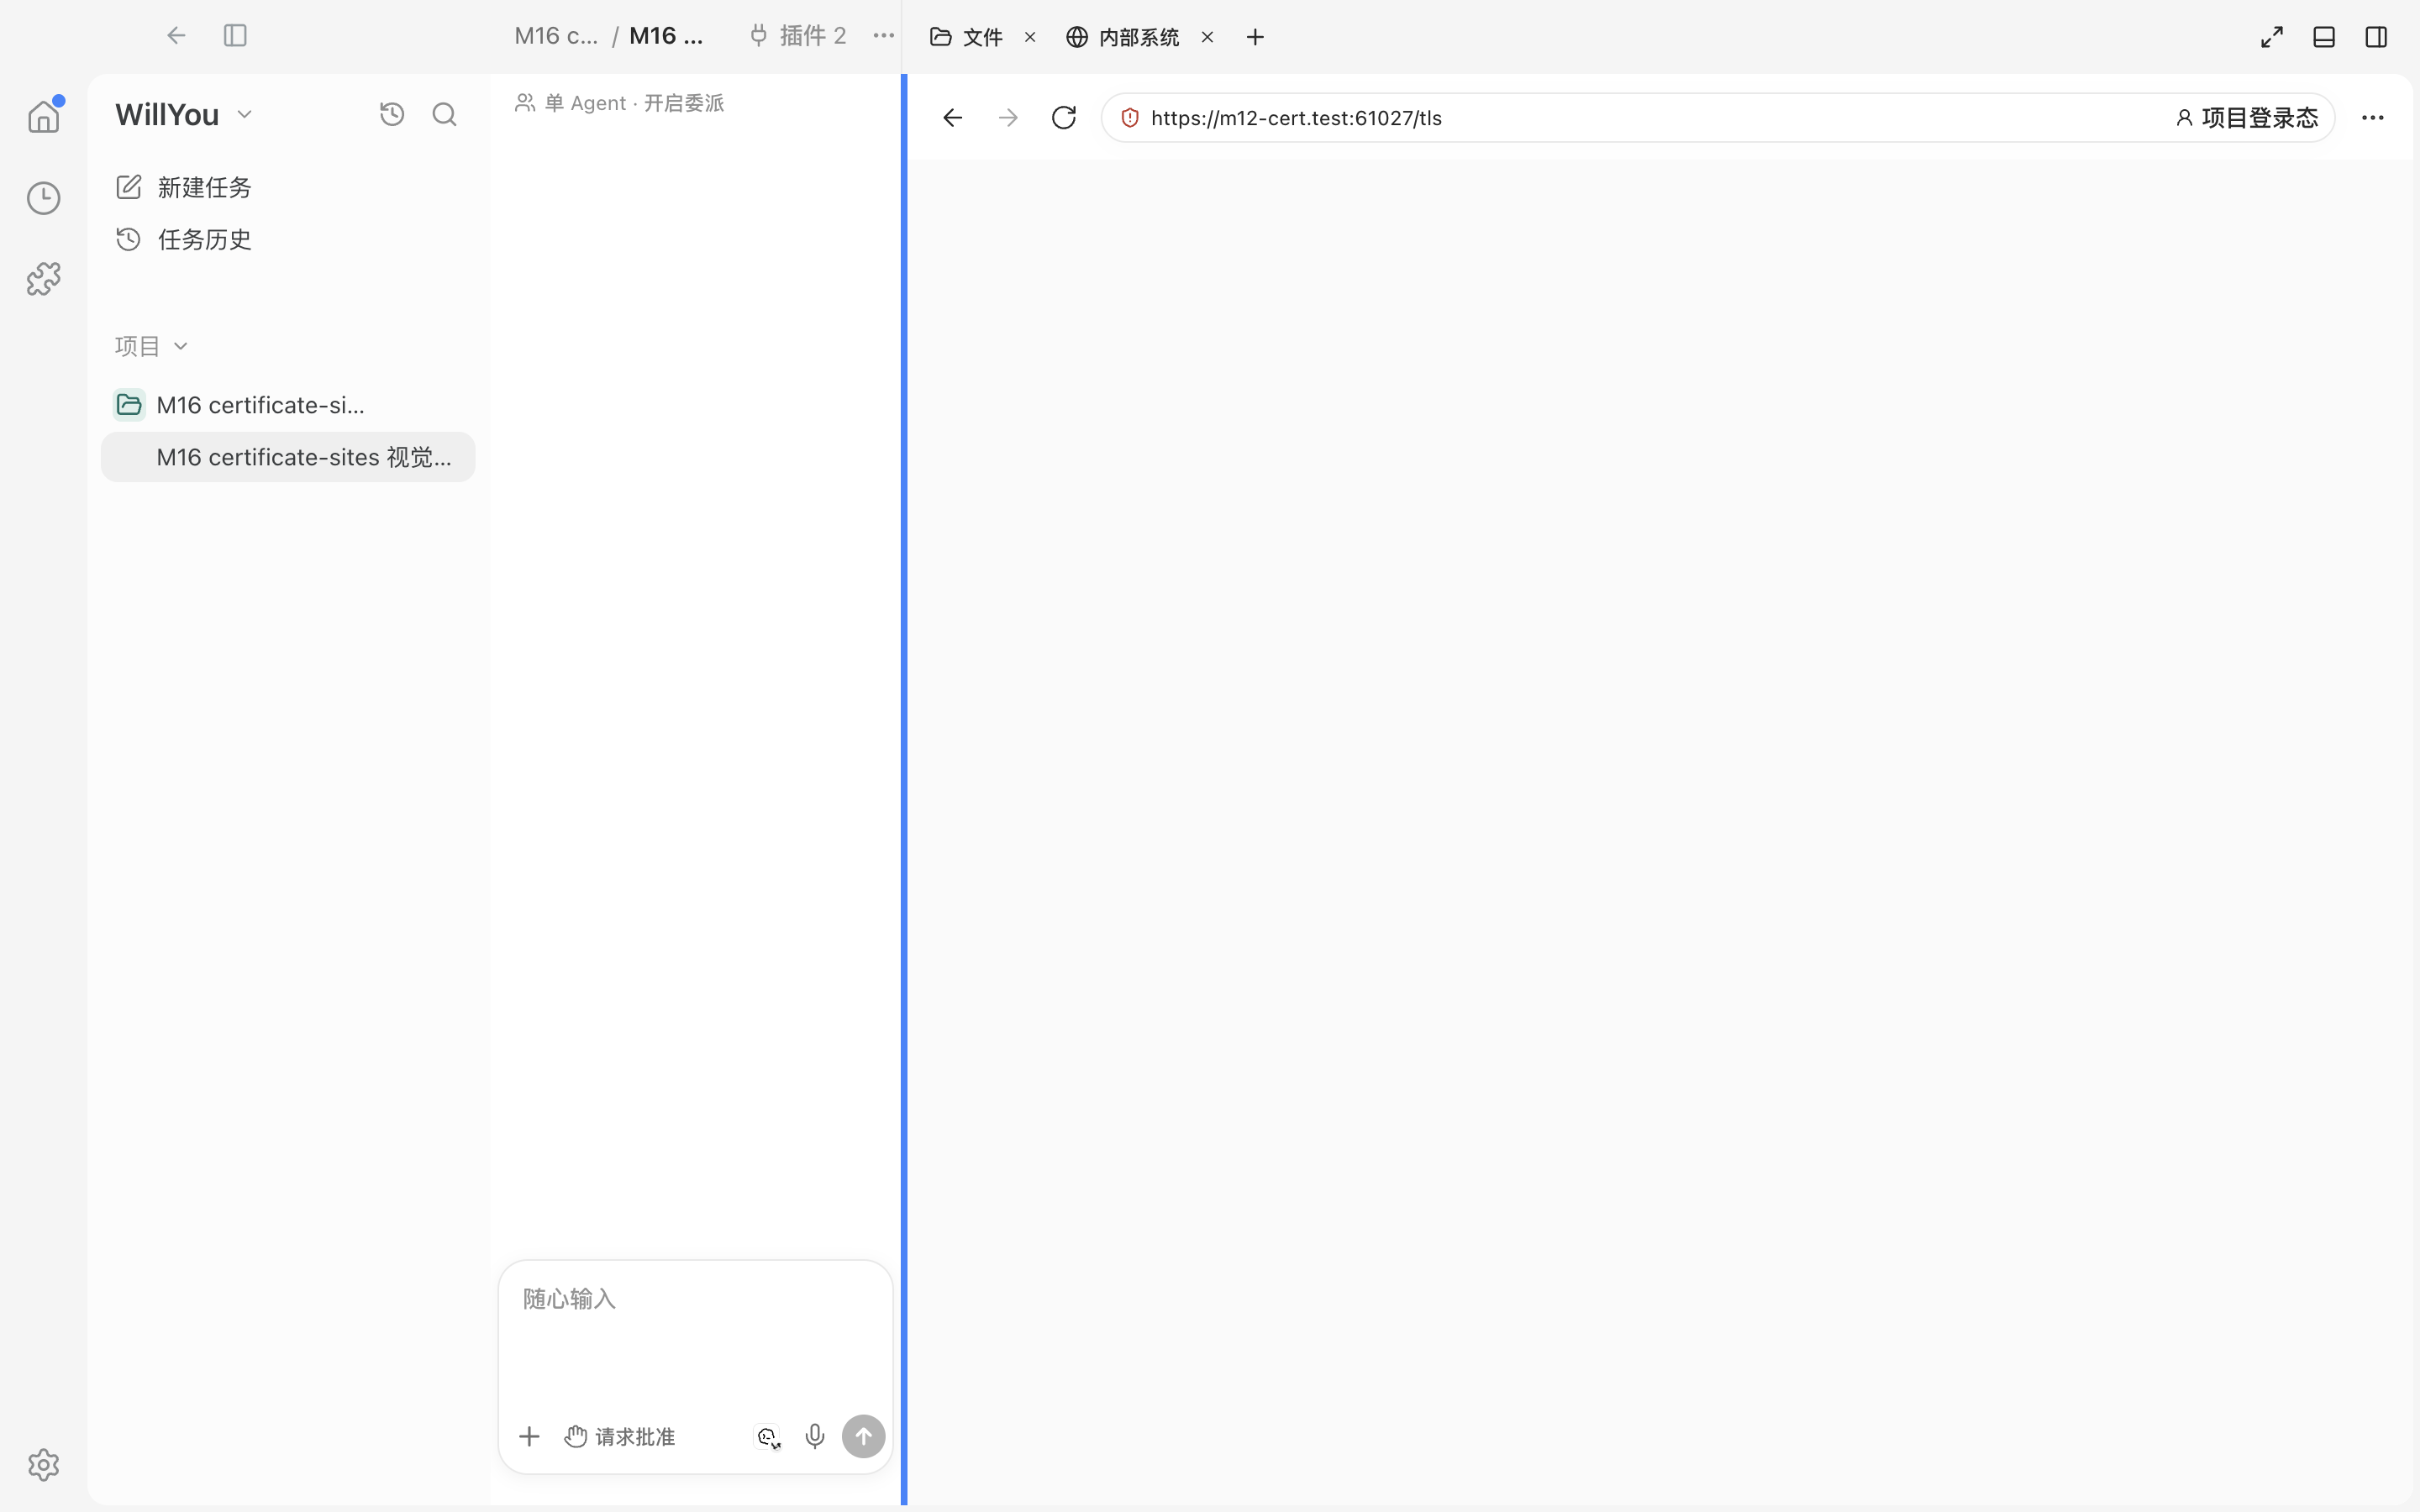 M16 c... / M16 ...
插件 2
文件
内部系统
WillYou
新建任务
任务历史
项目
M16 certificate-si...
M16 certificate-sites 视觉...
单 Agent · 开启委派
随心输入
请求批准
https://m12-cert.test:61027/tls
项目登录态